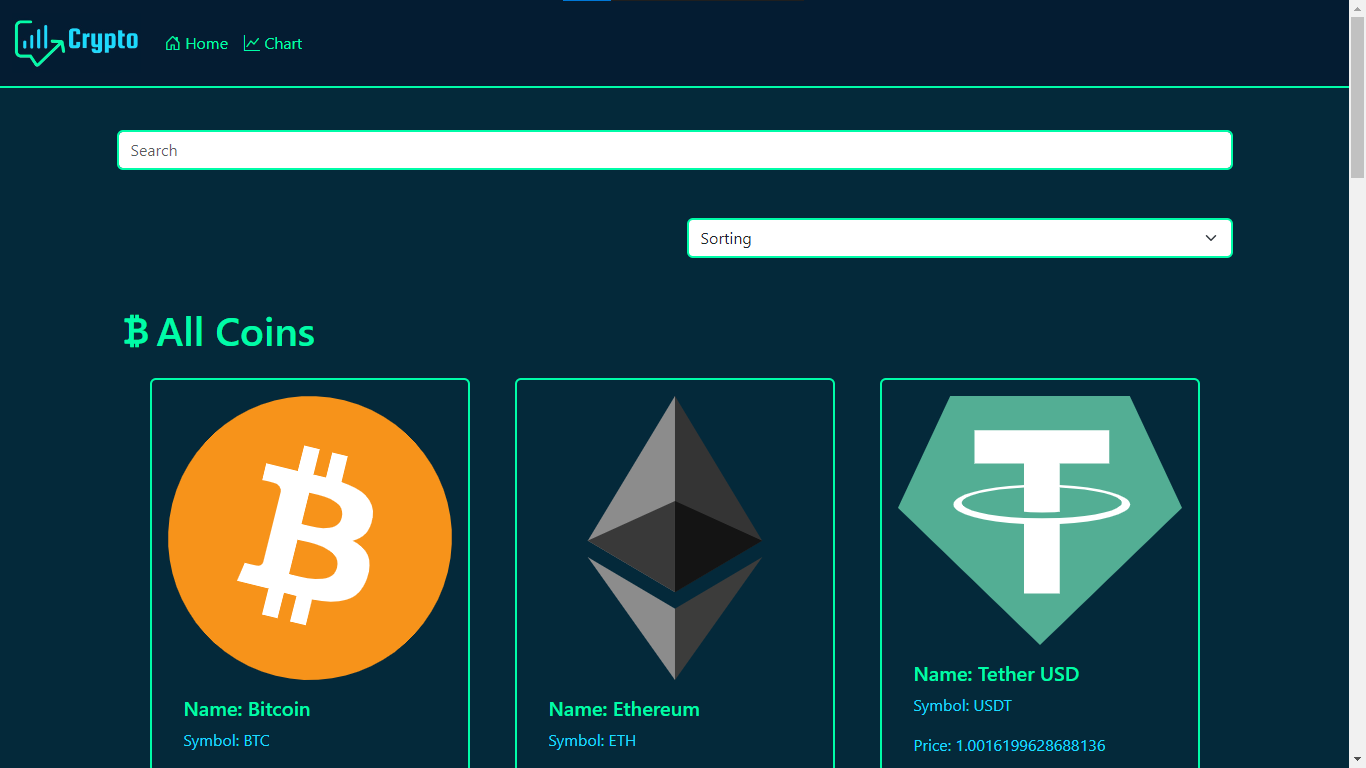 Crypto
Home
Chart
Search
Sorting
All Coins
Name: Bitcoin
Symbol: BTC
Name: Ethereum
Symbol: ETH
Name: Tether USD
Symbol: USDT
Price: 1.0016199628688136